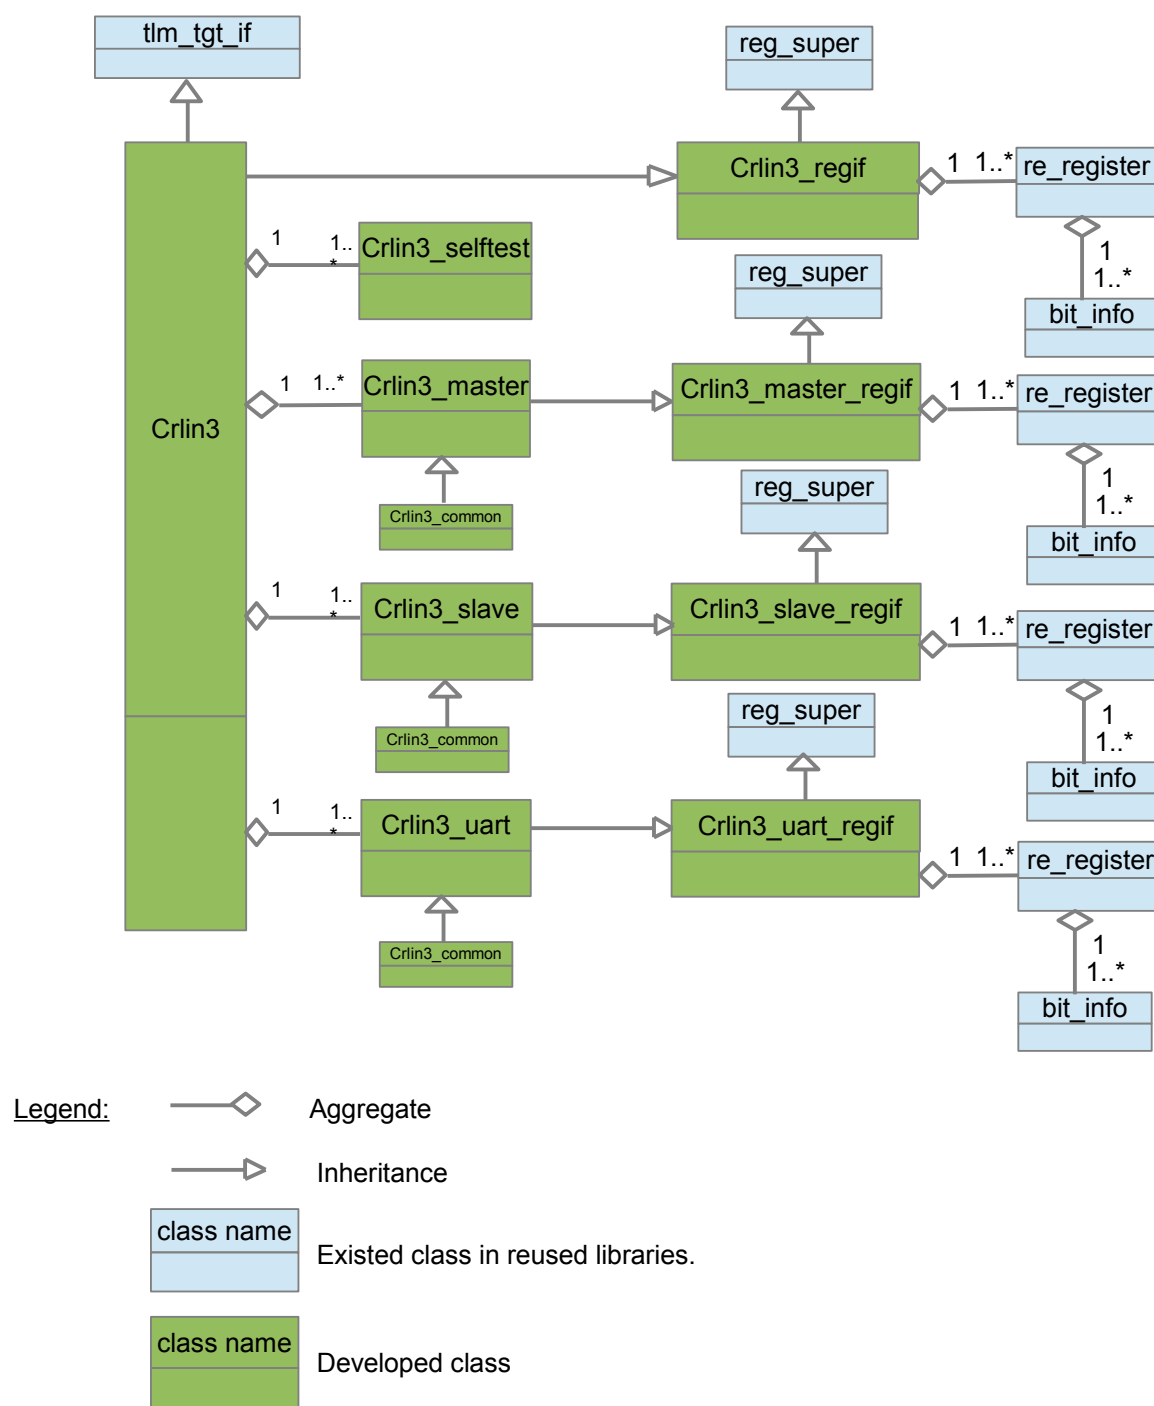 tlm_tgt_if
reg_super
Crlin3_regif
1 1..*
re_register
1
1..*
bit_info
Crlin3
1
1..
*
Crlin3_selftest
reg_super
1
1..*
Crlin3_master
Crlin3_master_regif
1 1..*
re_register
1
1..*
bit_info
Crlin3_common
reg_super
1
1..
*
Crlin3_slave
Crlin3_slave_regif
1 1..*
re_register
1
1..*
bit_info
Crlin3_common
reg_super
1
1..
*
Crlin3_uart
Crlin3_uart_regif
1 1..*
re_register
1
1..*
bit_info
Crlin3_common
Legend:
Aggregate
Inheritance
class name
Existed class in reused libraries.
class name
Developed class